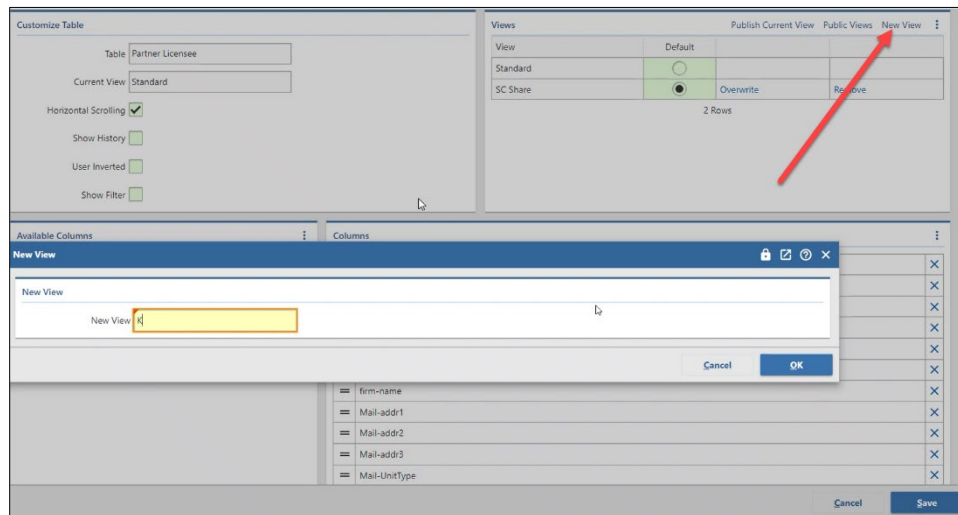 Customize Table
Table Partner Licensee
Current View Standard
Horizontal Scrolling
Show History
User Inverted
Show Filter
Views Publish Current View Public Views New View
View Default
Standard
SC Share Overwrite Remove
2 Rows
Available Columns
Columns
New View
New View
New View K
Cancel OK
firm-name
Mail-addr1
Mail-addr2
Mail-addr3
Mail-UnitType
Cancel Save